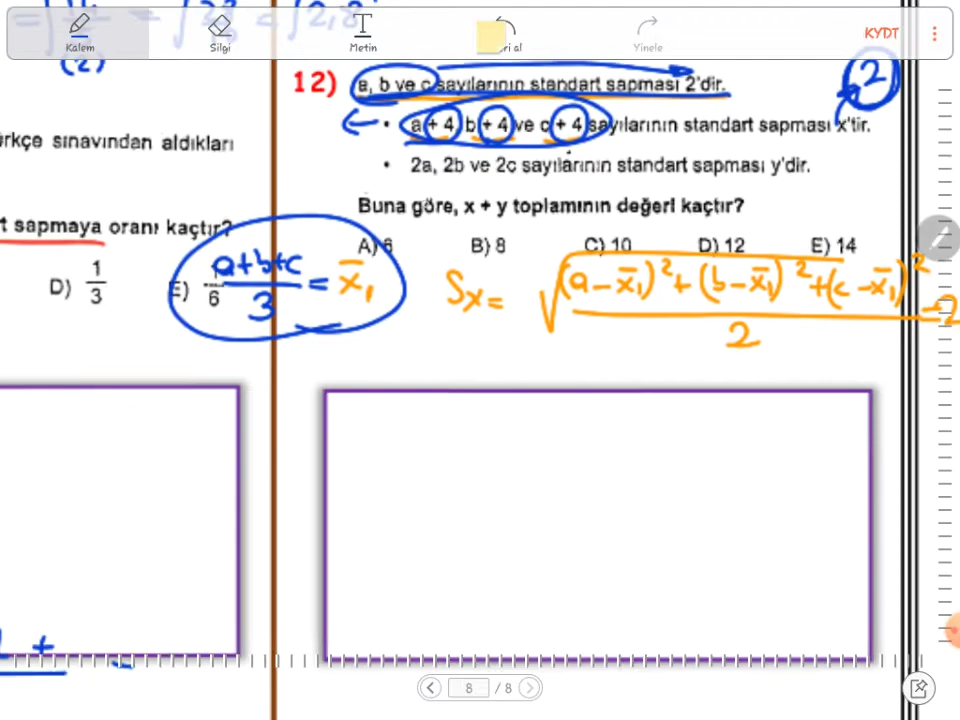 Kalem
Silgi
Metin
Yinele
KYDT
(2)
12) a, b ve c sayılarının standart sapması 2'dir.
2
• a + 4, b + 4 ve c + 4 sayılarının standart sapması x'tir.
• 2a, 2b ve 2c sayılarının standart sapması y'dir.
Buna göre, x + y toplamının değeri kaçtır?
A) 6 B) 8 C) 10 D) 12 E) 14
rkçe sınavından aldıkları
t sapmaya oranı kaçtır?
D) 1/3 E) 1/6
a+b+c/3 = x̄₁
Sx = √((a-x̄₁)²+(b-x̄₁)²+(c-x̄₁)²/2) =2
8 / 8